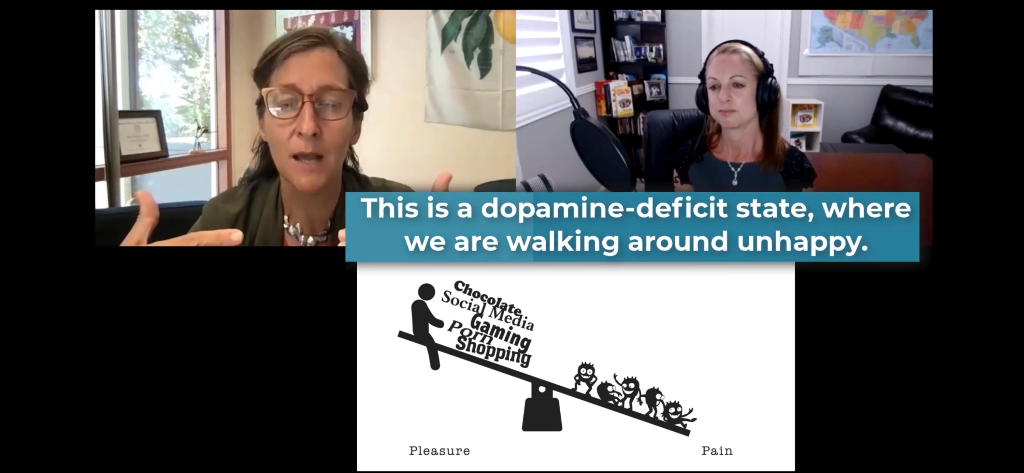 This is a dopamine-deficit state, where
we are walking around unhappy.
Chocolate
Social Media
Gaming
Porn
Shopping
Pleasure
Pain